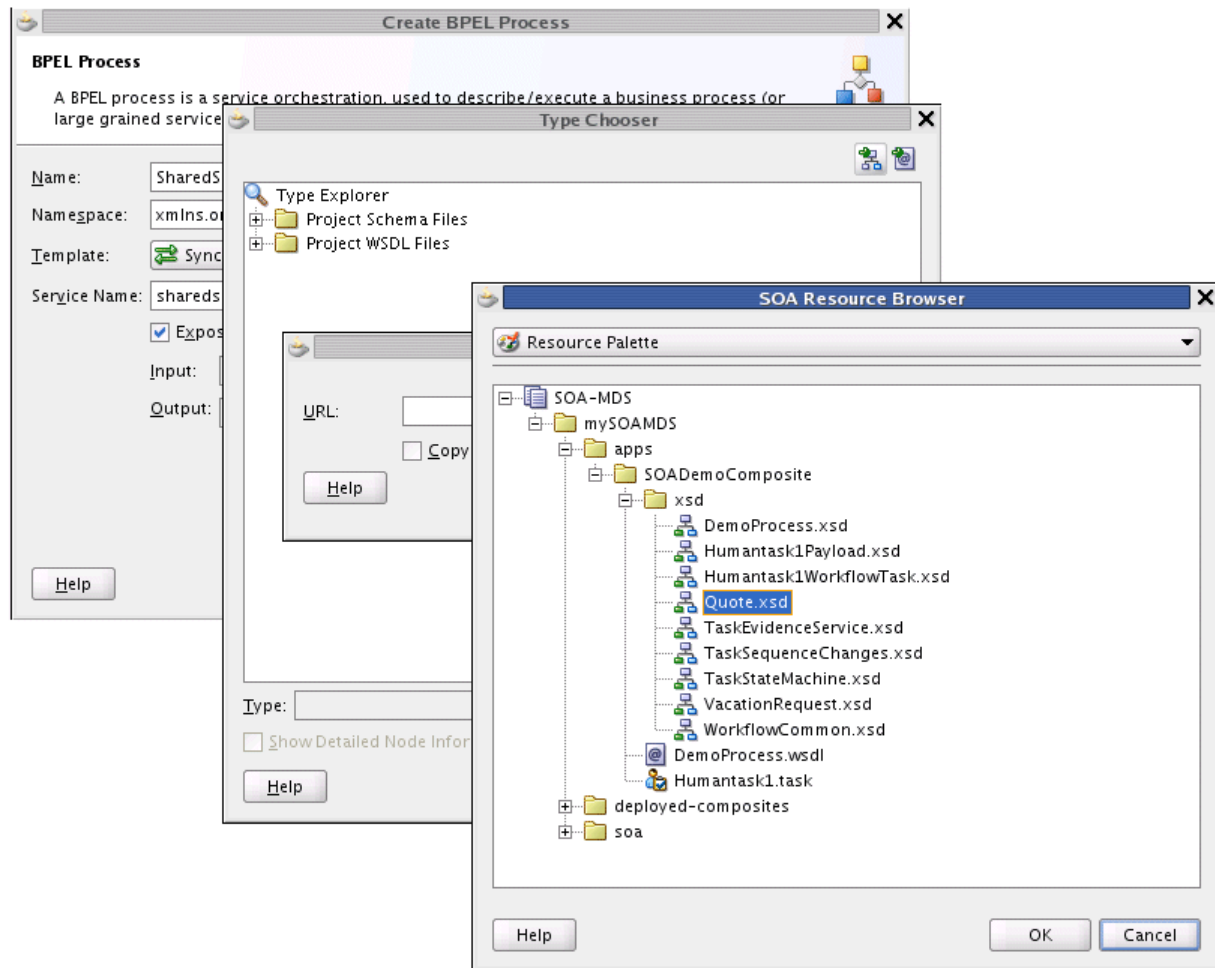 Create BPEL Process
BPEL Process
A BPEL process is a service orchestration, used to describe/execute a business process (or
large grained service
Name:
SharedS
Namespace:
xmlns.or
Template:
Sync
Service Name:
shareds
Expos
Input:
Output:
Help
Type Chooser
Type Explorer
Project Schema Files
Project WSDL Files
Type:
Show Detailed Node Infor
Help
URL:
Copy
Help
SOA Resource Browser
Resource Palette
SOA-MDS
mySOAMDS
apps
SOADemoComposite
xsd
DemoProcess.xsd
Humantask1Payload.xsd
Humantask1WorkflowTask.xsd
Quote.xsd
TaskEvidenceService.xsd
TaskSequenceChanges.xsd
TaskStateMachine.xsd
VacationRequest.xsd
WorkflowCommon.xsd
DemoProcess.wsdl
Humantask1.task
deployed-composites
soa
Help
OK
Cancel